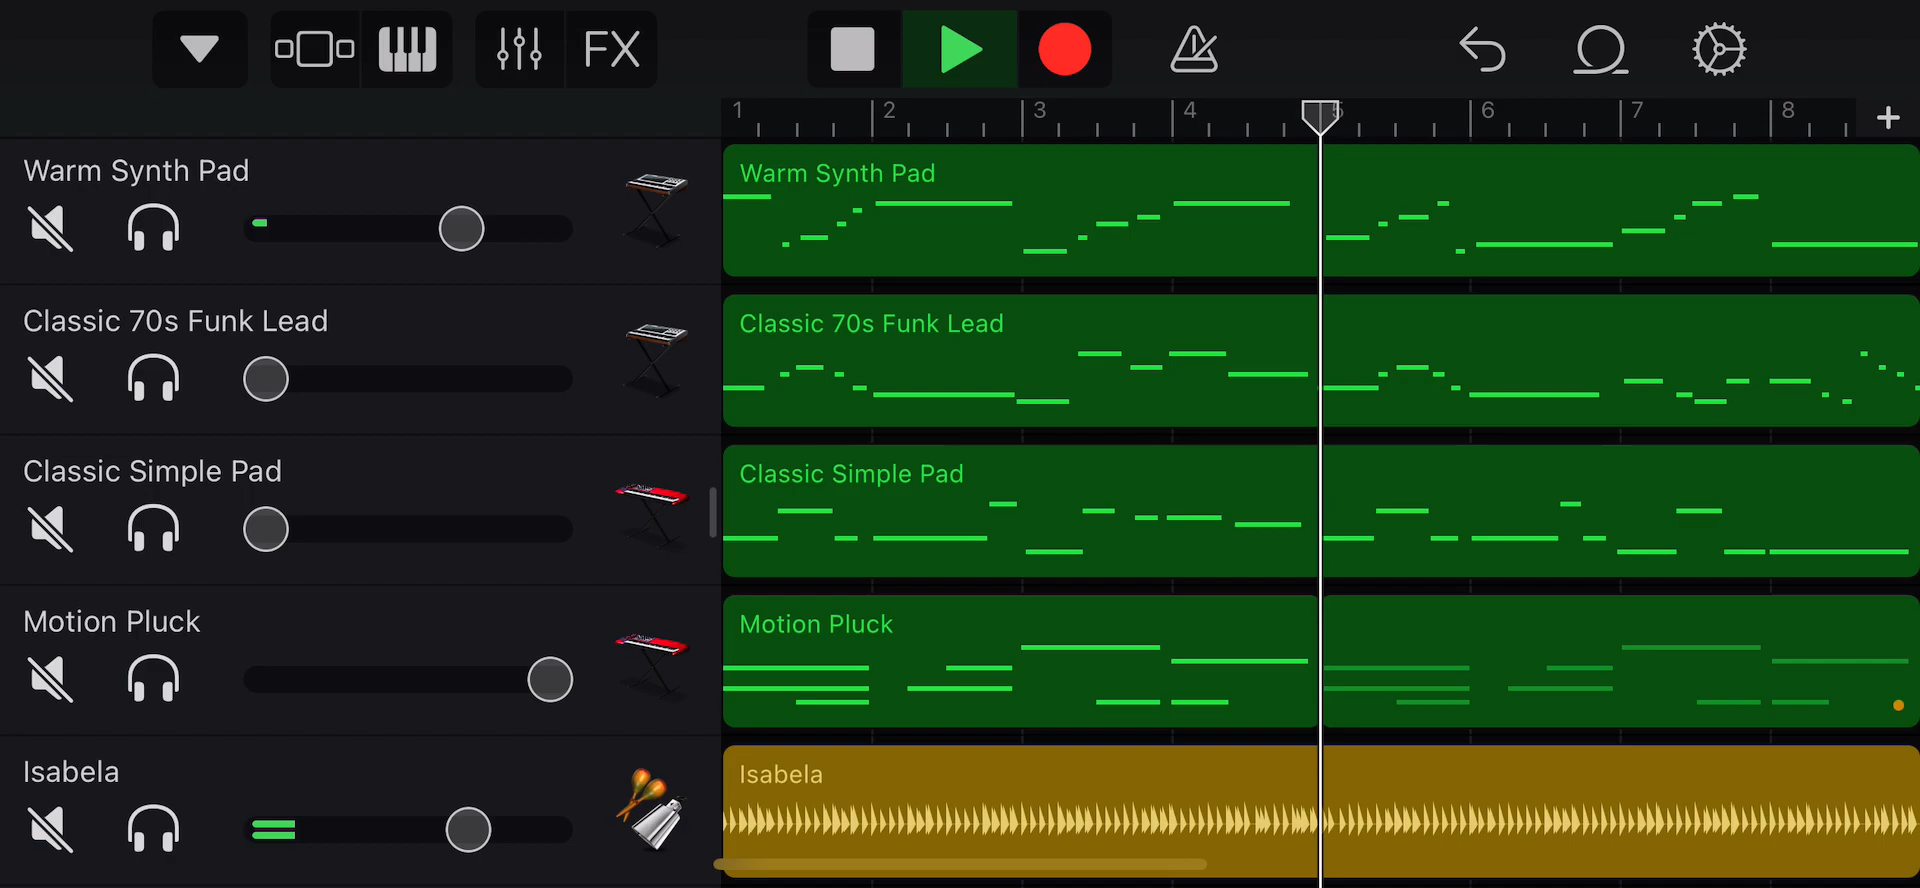 FX
1 2 3 4 5 6 7 8 +
Warm Synth Pad
Warm Synth Pad
Classic 70s Funk Lead
Classic 70s Funk Lead
Classic Simple Pad
Classic Simple Pad
Motion Pluck
Motion Pluck
Isabela
Isabela